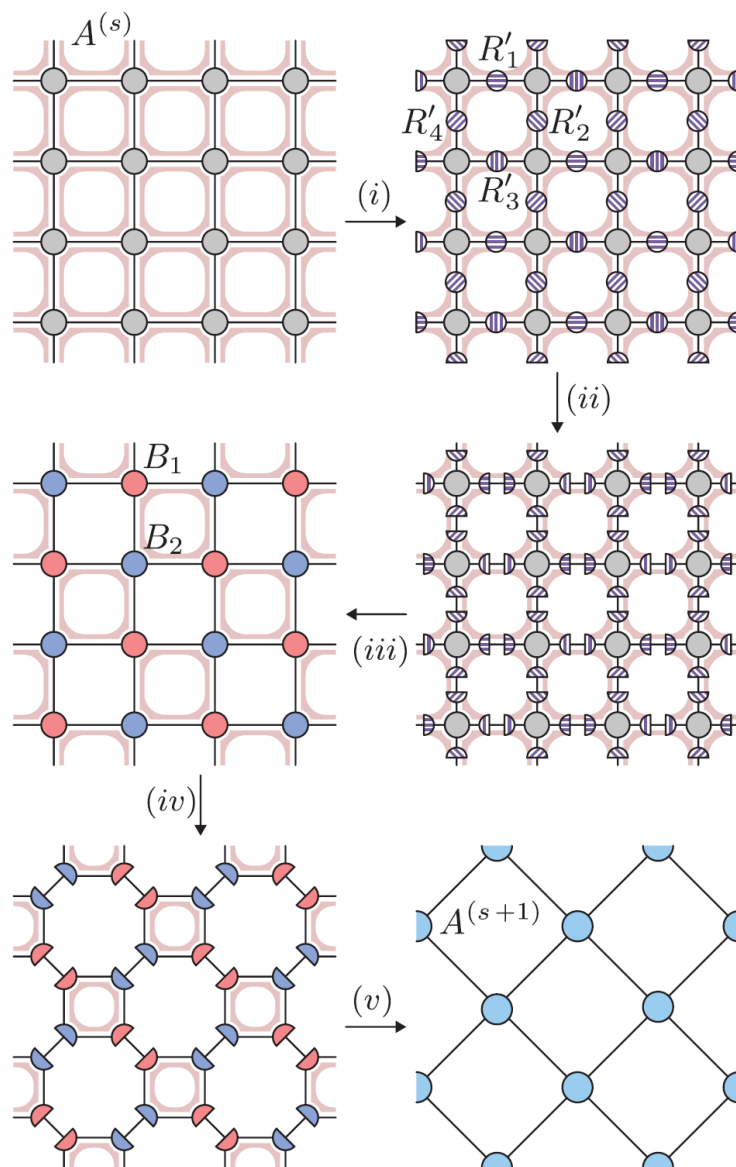 A^{(s)}
R'_1
R'_4
R'_2
R'_3
(i)
(ii)
B_1
B_2
(iii)
(iv)
A^{(s+1)}
(v)